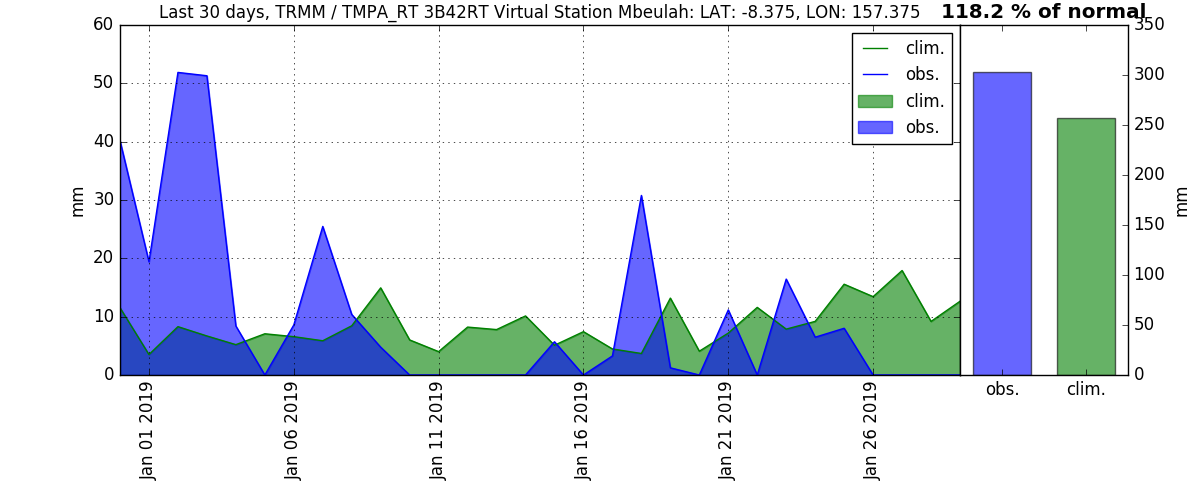 Last 30 days, TRMM / TMPA_RT 3B42RT Virtual Station Mbeulah: LAT: -8.375, LON: 157.375
118.2 % of normal
60
50
40
30
20
10
0
mm
clim.
obs.
clim.
obs.
Jan 01 2019
Jan 06 2019
Jan 11 2019
Jan 16 2019
Jan 21 2019
Jan 26 2019
350
300
250
200
150
100
50
0
mm
obs.
clim.